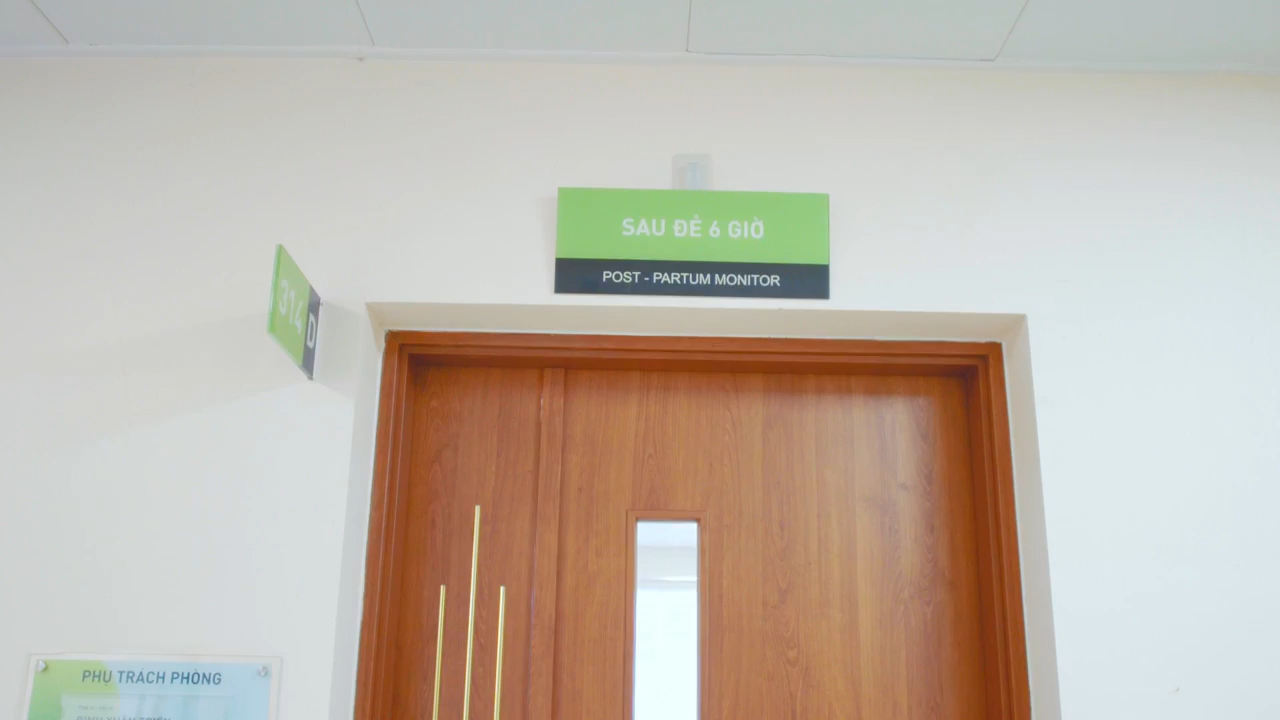 SAU ĐẺ 6 GIỜ
POST - PARTUM MONITOR
314
D
PHỤ TRÁCH PHÒNG